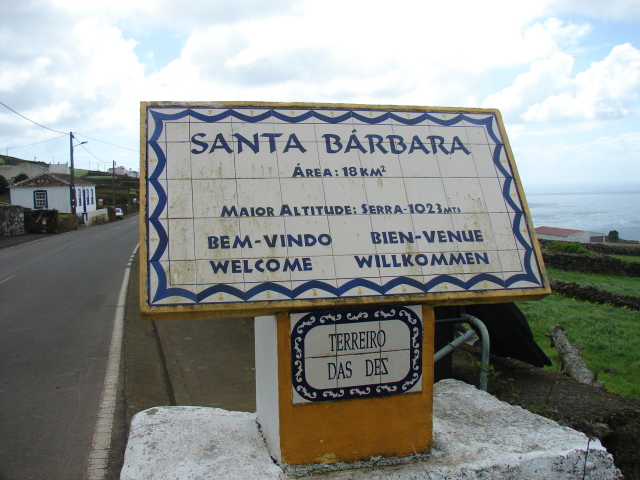 SANTA BÁRBARA
ÁREA: 18 KM²
MAIOR ALTITUDE: SERRA-1023 MTS
BEM-VINDO BIEN-VENUE
WELCOME WILLKOMMEN
TERREIRO
DAS DEZ